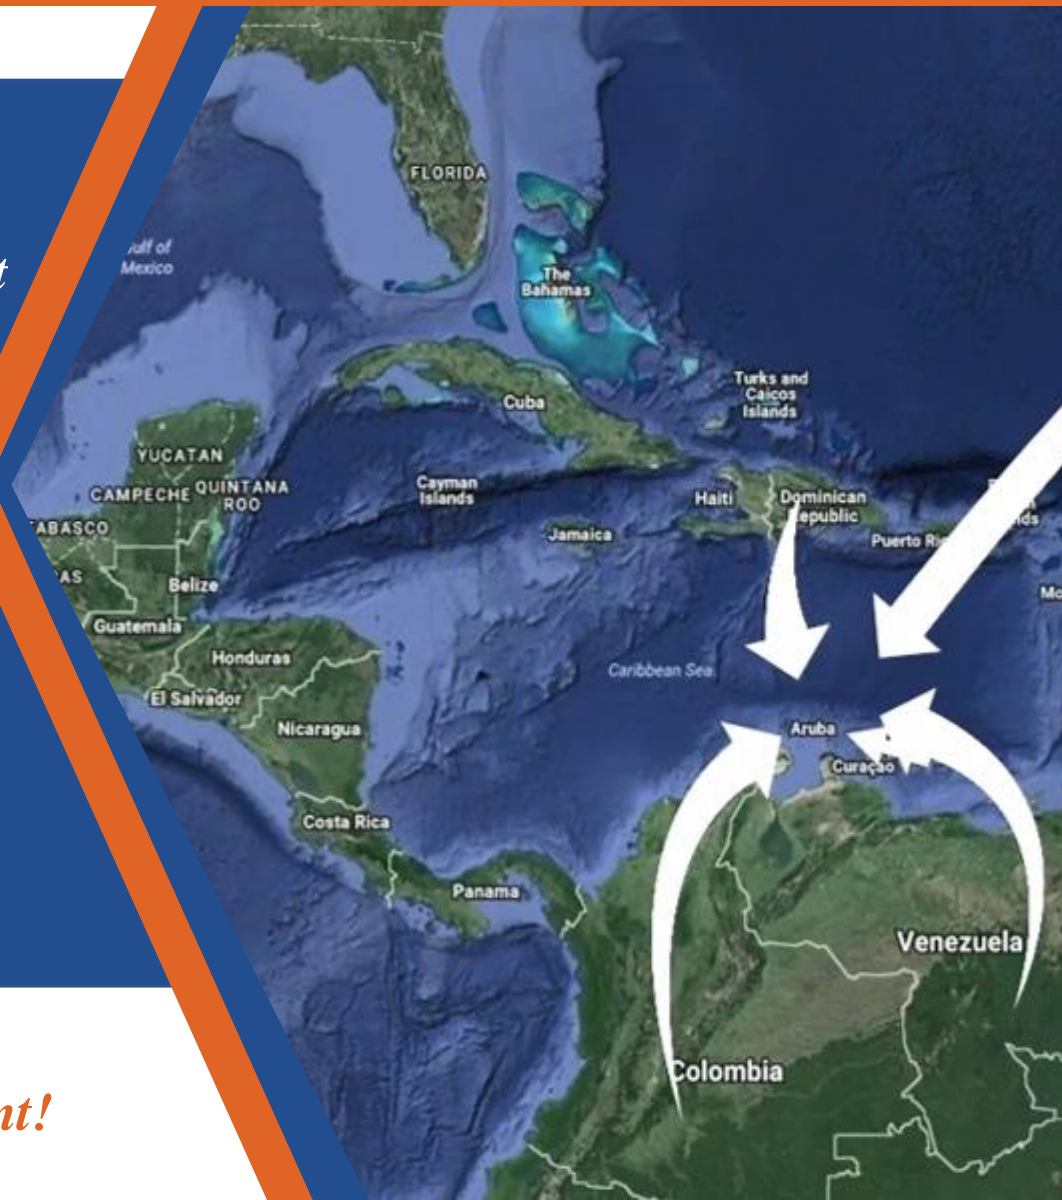 FLORIDA
t
Gulf of
Mexico
The
Bahamas
Turks and
Caicos
Islands
Cuba
YUCATAN
CAMPECHE
QUINTANA
ROO
Cayman
Islands
Haiti
Dominican
Republic
TABASCO
Jamaica
Puerto Ri
AS
Belize
Mo
Guatemala
Honduras
Caribbean Sea
El Salvador
Nicaragua
Aruba
Curaçao
Costa Rica
Panama
Venezuela
Colombia
nt!